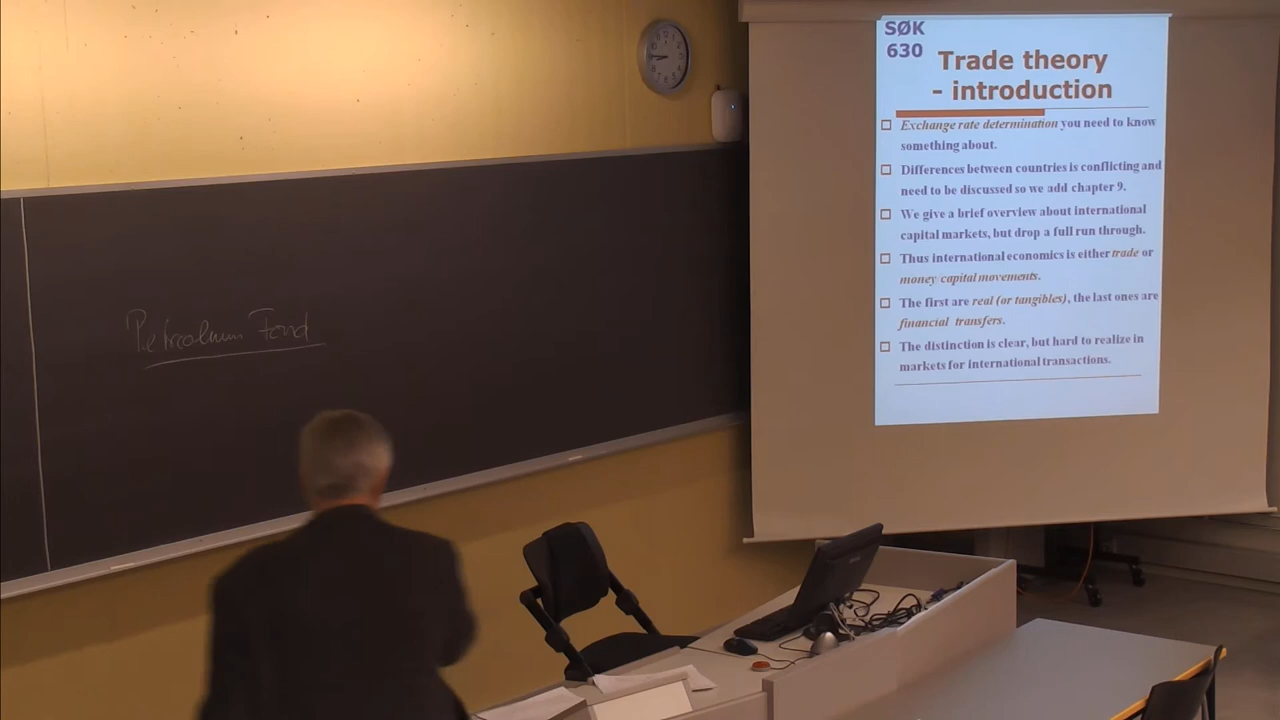 Petroleum Fond
SØK
630
Trade theory
- introduction
Exchange rate determination you need to know
something about.
Differences between countries is conflicting and
need to be discussed so we add chapter 9.
We give a brief overview about international
capital markets, but drop a full run through.
Thus international economics is either trade or
money capital movements.
The first are real (or tangibles), the last ones are
financial transfers.
The distinction is clear, but hard to realize in
markets for international transactions.